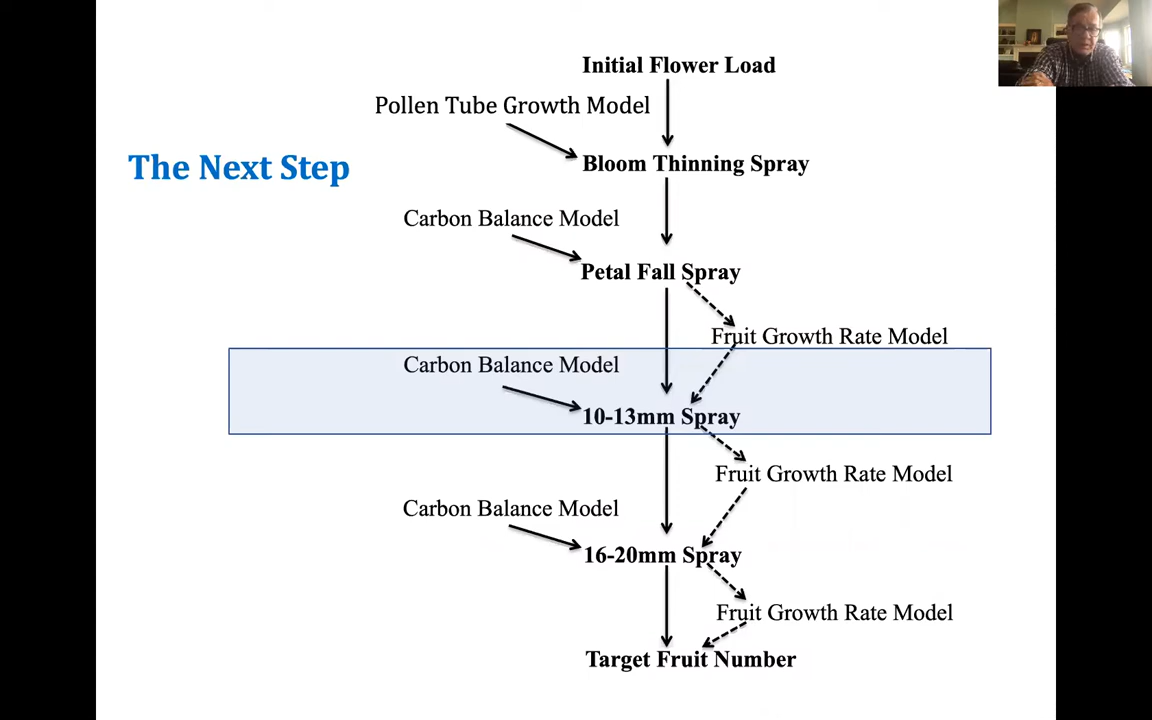 Initial Flower Load
Pollen Tube Growth Model
The Next Step
Bloom Thinning Spray
Carbon Balance Model
Petal Fall Spray
Fruit Growth Rate Model
Carbon Balance Model
10-13mm Spray
Fruit Growth Rate Model
Carbon Balance Model
16-20mm Spray
Fruit Growth Rate Model
Target Fruit Number